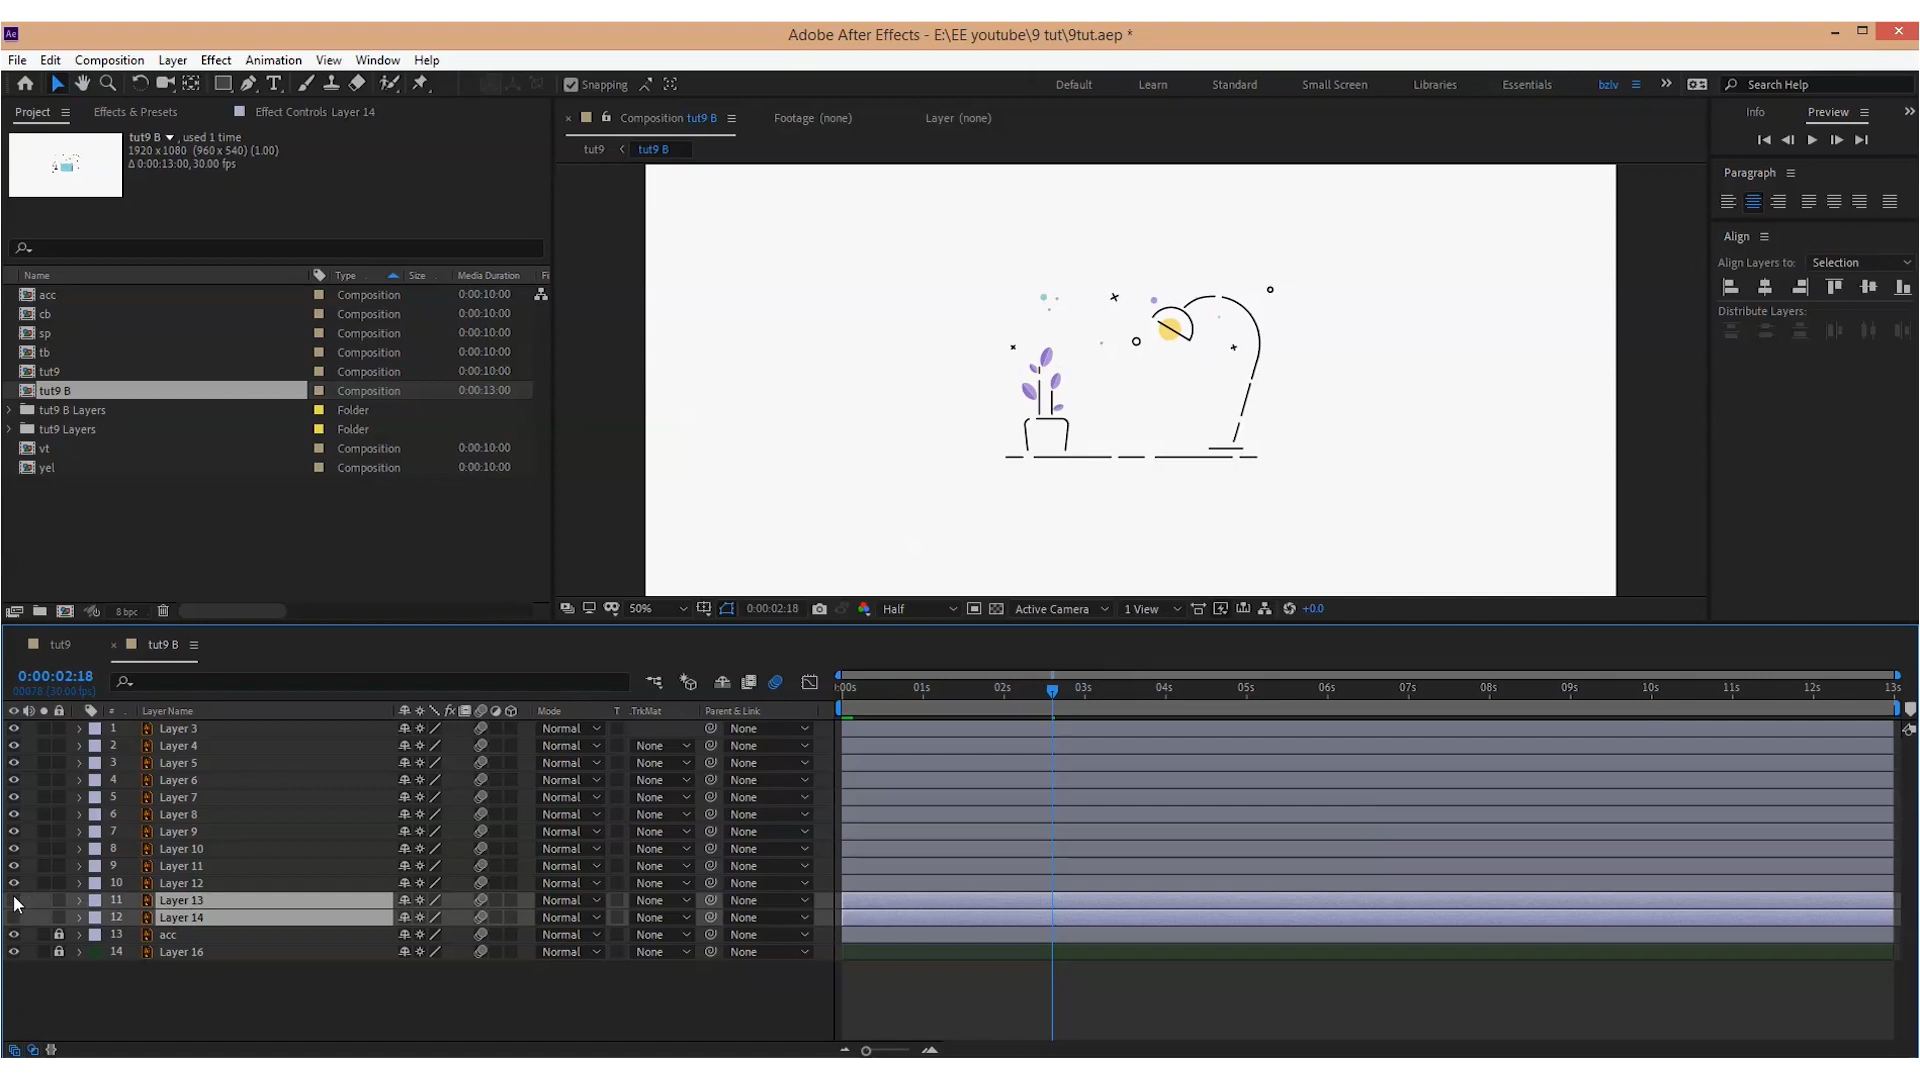 Ae
Adobe After Effects - E:\EE youtube\9 tut\9tut.aep *
File Edit Composition Layer Effect Animation View Window Help
T Snapping Default Learn Standard Small Screen Libraries Essentials bziv Search Help
Project Effects & Presets Effect Controls Layer 14 Composition tut9 B Footage (none) Layer (none) Info Preview
tut9 B , used 1 time
1920 x 1080 (960 x 540) (1.00)
Δ 0:00:13:00, 30.00 fps
tut9 tut9 B
Paragraph
Align
Align Layers to: Selection
Distribute Layers:
Name Type Size Media Duration
acc Composition 0:00:10:00
cb Composition 0:00:10:00
sp Composition 0:00:10:00
tb Composition 0:00:10:00
tut9 Composition 0:00:10:00
tut9 B Composition 0:00:13:00
tut9 B Layers Folder
tut9 Layers Folder
vt Composition 0:00:10:00
yel Composition 0:00:10:00
8 bpc 50% 0:00:02:18 Half Active Camera 1 View +0.0
tut9 tut9 B
0:00:02:18
00078 (30.00 fps)
:00s 01s 02s 03s 04s 05s 06s 07s 08s 09s 10s 11s 12s 13s
# Layer Name fx Mode T .TrkMat Parent & Link
1 Layer 3 Normal None
2 Layer 4 Normal None None
3 Layer 5 Normal None None
4 Layer 6 Normal None None
5 Layer 7 Normal None None
6 Layer 8 Normal None None
7 Layer 9 Normal None None
8 Layer 10 Normal None None
9 Layer 11 Normal None None
10 Layer 12 Normal None None
11 Layer 13 Normal None None
12 Layer 14 Normal None None
13 acc Normal None None
14 Layer 16 Normal None None